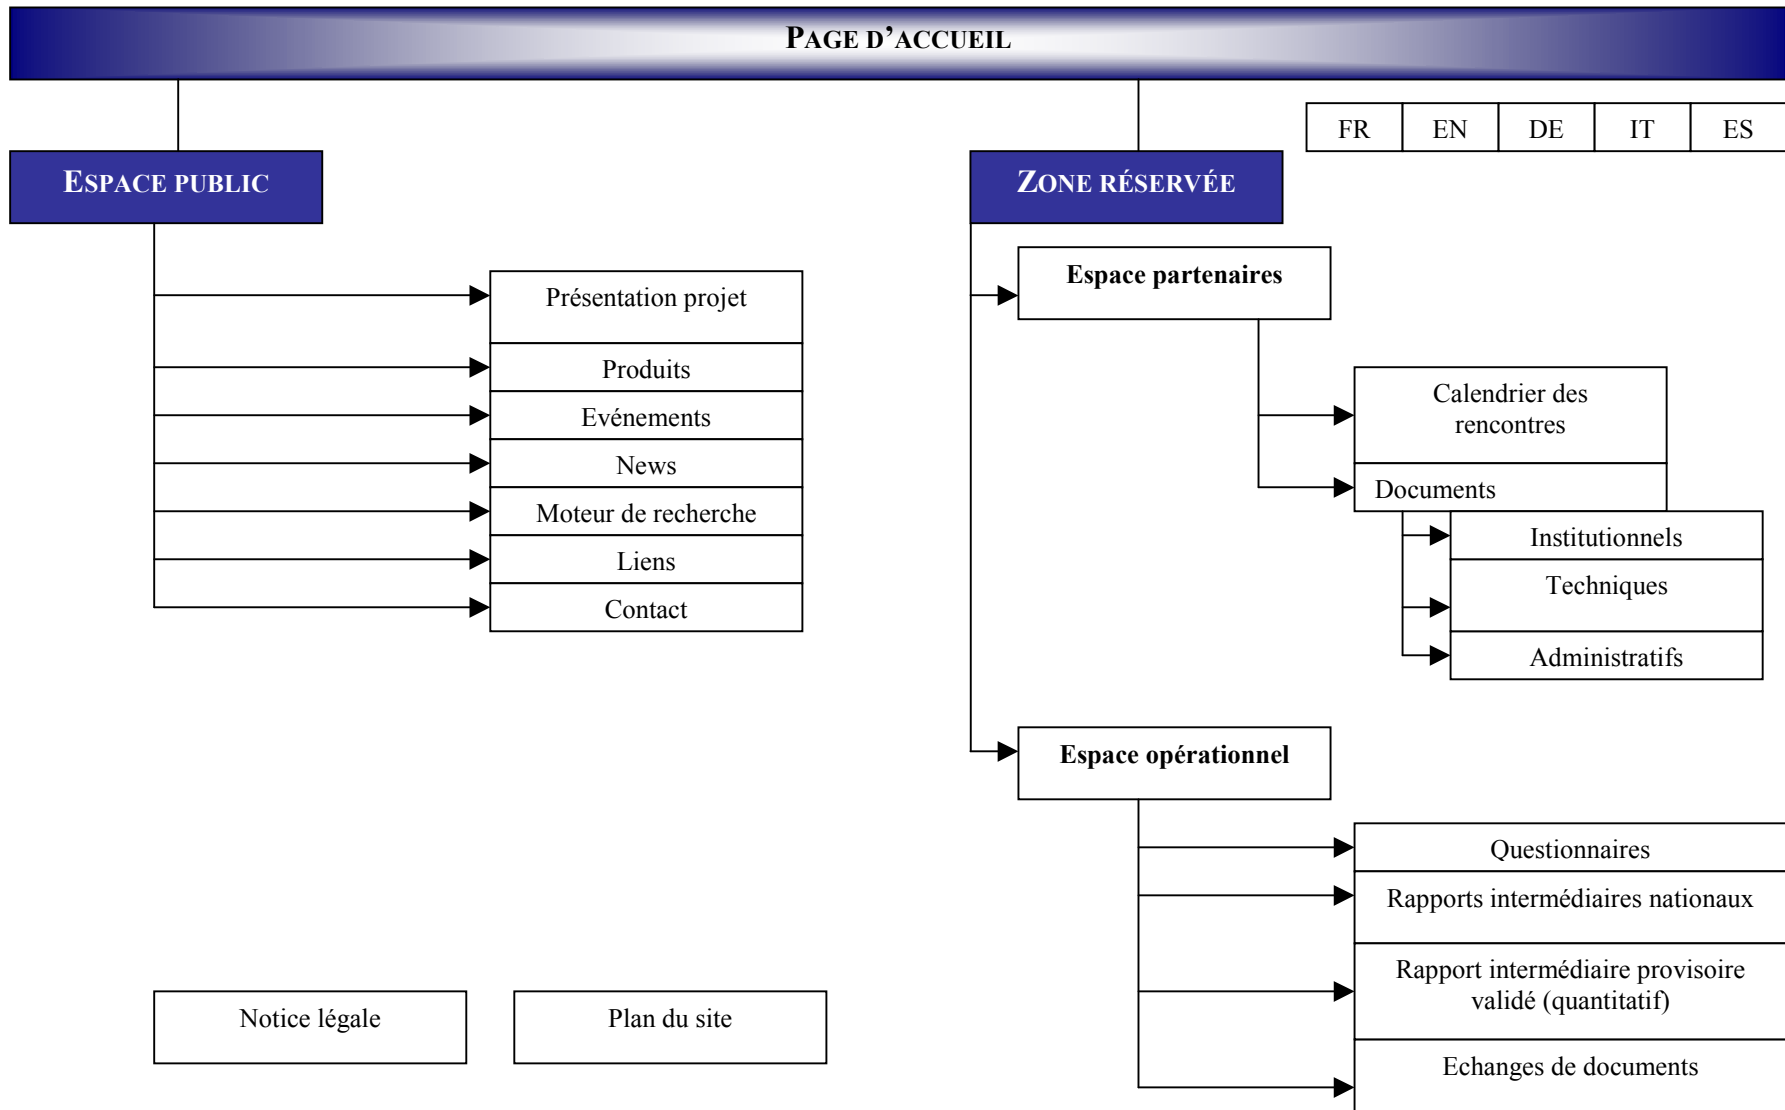 PAGE D’ACCUEIL
FR EN DE IT ES
ESPACE PUBLIC
ZONE RÉSERVÉE
Présentation projet
Produits
Evénements
News
Moteur de recherche
Liens
Contact
Espace partenaires
Calendrier des
rencontres
Documents
Institutionnels
Techniques
Administratifs
Espace opérationnel
Questionnaires
Rapports intermédiaires nationaux
Rapport intermédiaire provisoire
validé (quantitatif)
Echanges de documents
Notice légale
Plan du site